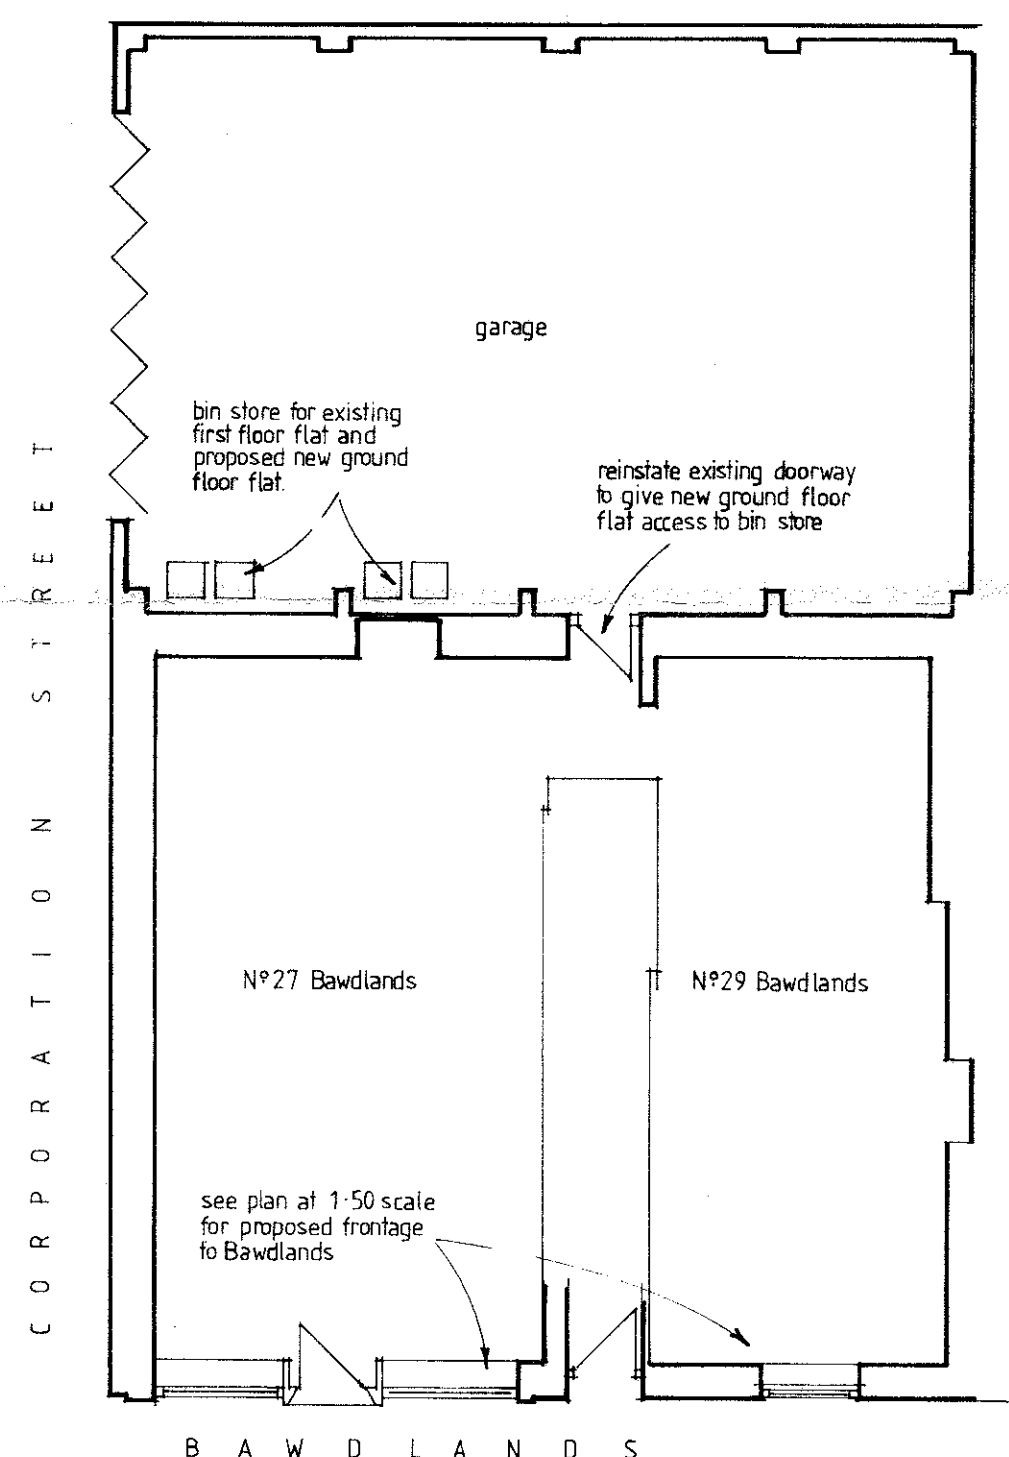 garage
bin store for existing
first floor flat and
proposed new ground
floor flat.
reinstate existing doorway
to give new ground floor
flat access to bin store
CORPORATION STREET
Nº27 Bawdlands
Nº29 Bawdlands
see plan at 1·50 scale
for proposed frontage
to Bawdlands
BAWDLANDS